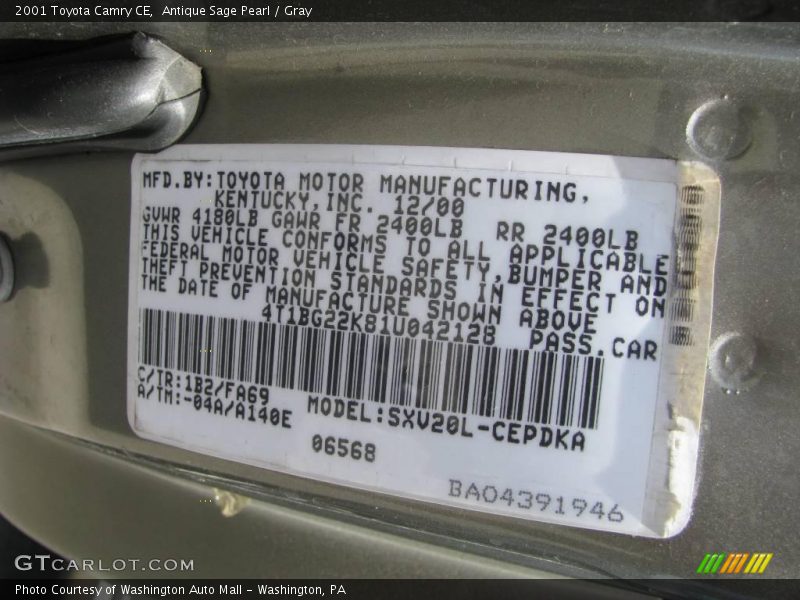 2001 Toyota Camry CE, Antique Sage Pearl / Gray
MFD.BY:TOYOTA MOTOR MANUFACTURING,
KENTUCKY,INC. 12/00
GVWR 4180LB GAWR FR 2400LB RR 2400LB
THIS VEHICLE CONFORMS TO ALL APPLICABLE
FEDERAL MOTOR VEHICLE SAFETY,BUMPER AND
THEFT PREVENTION STANDARDS IN EFFECT ON
THE DATE OF MANUFACTURE SHOWN ABOVE
4T1BG22K81U042128 PASS.CAR
C/TR:1B2/FA69
A/TM:-04A/A140E MODEL:SXV20L-CEPDKA
06568
BA04391946
GTCARLOT.COM
Photo Courtesy of Washington Auto Mall - Washington, PA